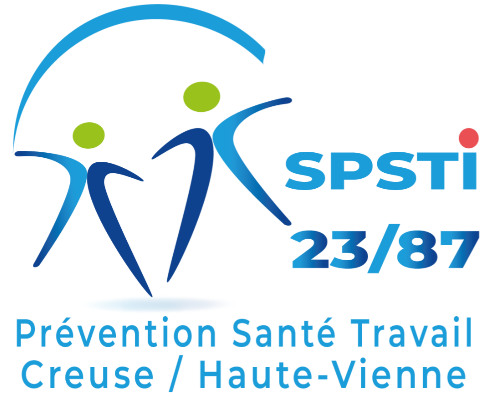 SPSTi
23/87
Prévention Santé Travail
Creuse / Haute-Vienne